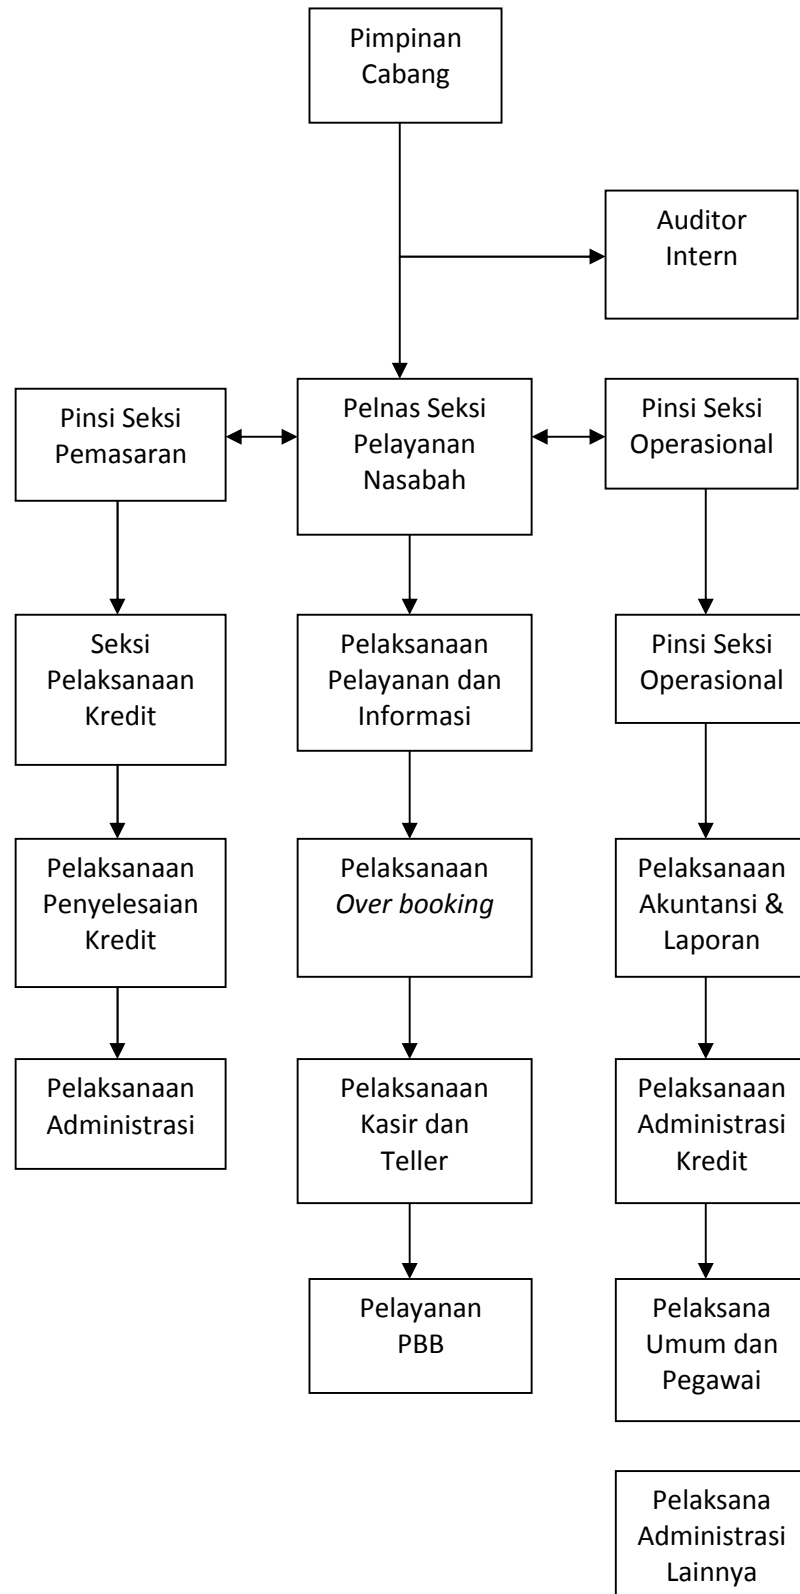 Pimpinan
Cabang
Auditor
Intern
Pinsi Seksi
Pemasaran
Pelnas Seksi
Pelayanan
Nasabah
Pinsi Seksi
Operasional
Seksi
Pelaksanaan
Kredit
Pelaksanaan
Pelayanan dan
Informasi
Pinsi Seksi
Operasional
Pelaksanaan
Penyelesaian
Kredit
Pelaksanaan
Over booking
Pelaksanaan
Akuntansi &
Laporan
Pelaksanaan
Administrasi
Pelaksanaan
Kasir dan
Teller
Pelaksanaan
Administrasi
Kredit
Pelayanan
PBB
Pelaksana
Umum dan
Pegawai
Pelaksana
Administrasi
Lainnya